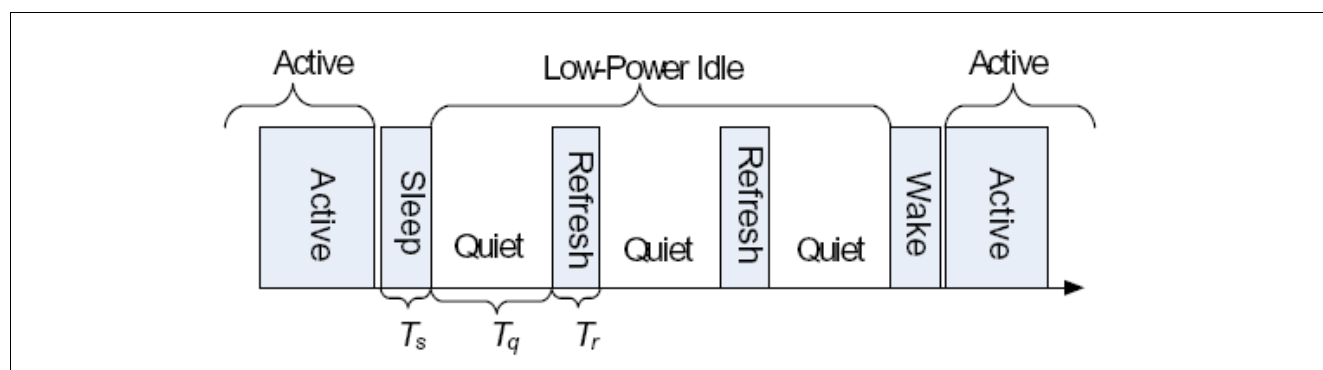 Active
Low-Power Idle
Active
Active
Sleep
Quiet
Refresh
Quiet
Refresh
Quiet
Wake
Active
Ts
Tq
Tr